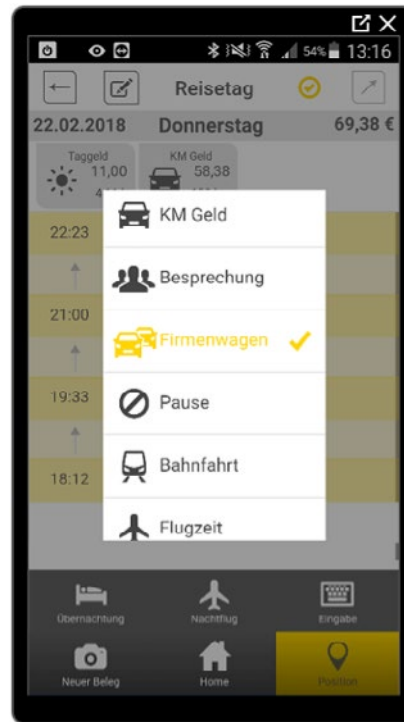 54% 13:16
Reisetag
22.02.2018 Donnerstag 69,38 €
Taggeld KM Geld
11,00 58,38
KM Geld
22:23
Besprechung
21:00
Firmenwagen
19:33
Pause
Bahnfahrt
18:12
Flugzeit
Übernachtung Nachtflug Eingabe
Neuer Beleg Home Position